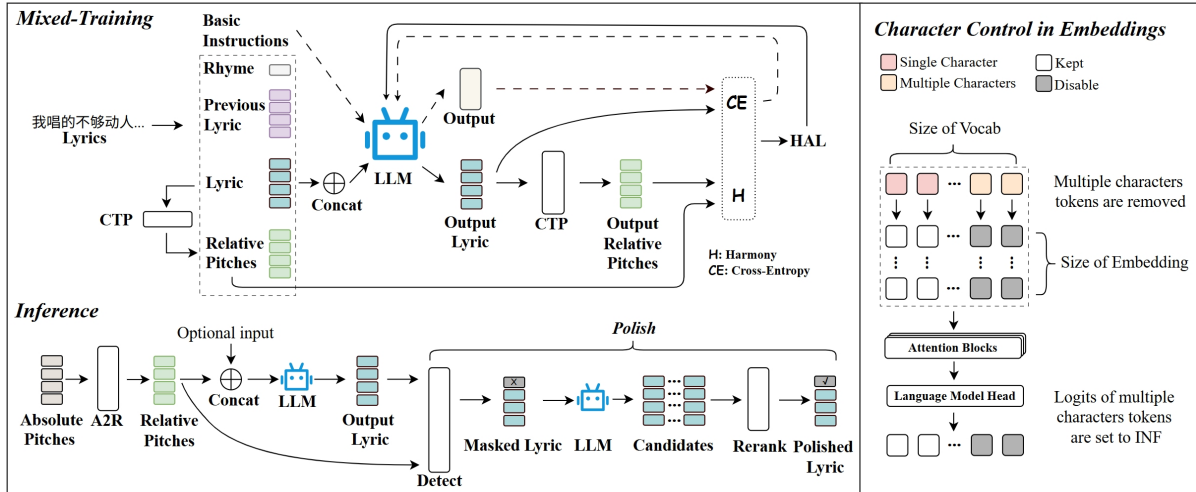 Mixed-Training
Basic
Instructions
Rhyme
Previous
Lyric
我唱的不够动人...
Lyrics
Lyric
CTP
Relative
Pitches
Concat
LLM
Output
Output
Lyric
CTP
Output
Relative
Pitches
CE
H
HAL
H: Harmony
CE: Cross-Entropy
Inference
Optional input
Absolute
Pitches
A2R
Relative
Pitches
Concat
LLM
Output
Lyric
Polish
Detect
X
Masked Lyric
LLM
Candidates
Rerank
√
Polished
Lyric
Character Control in Embeddings
Single Character
Kept
Multiple Characters
Disable
Size of Vocab
Multiple characters
tokens are removed
Size of Embedding
Attention Blocks
Language Model Head
Logits of multiple
characters tokens
are set to INF